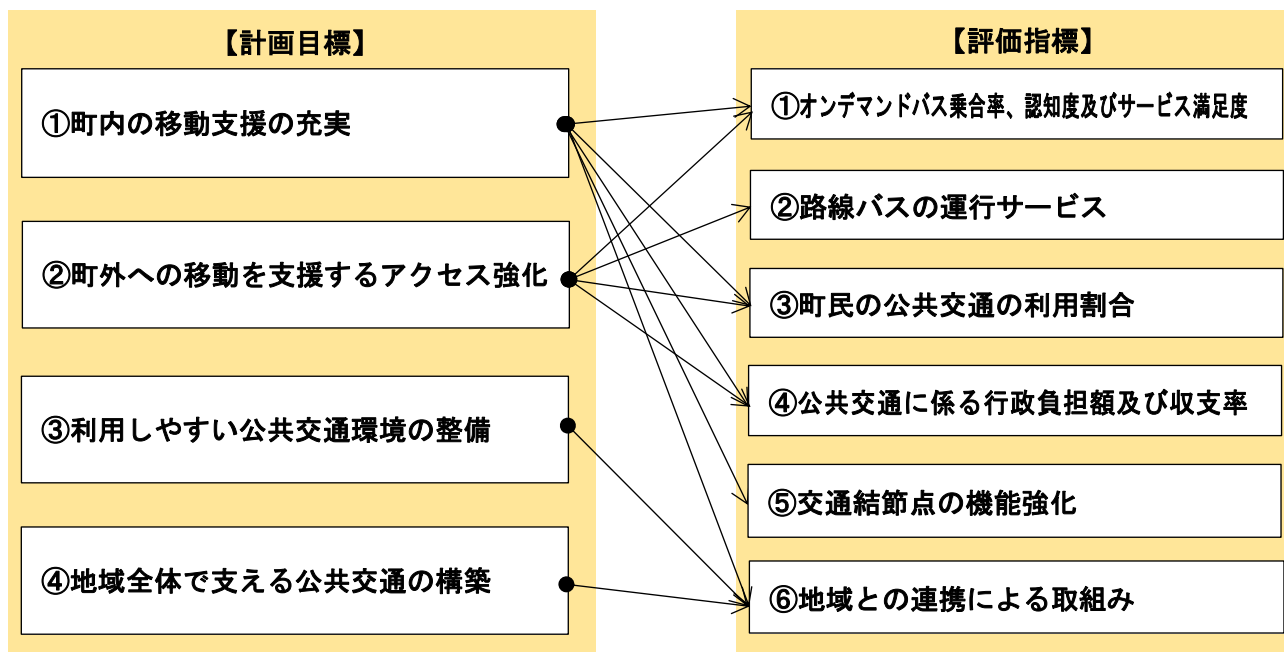 【計画目標】
①町内の移動支援の充実
②町外への移動を支援するアクセス強化
③利用しやすい公共交通環境の整備
④地域全体で支える公共交通の構築
【評価指標】
①オンデマンドバス乗合率、認知度及びサービス満足度
②路線バスの運行サービス
③町民の公共交通の利用割合
④公共交通に係る行政負担額及び収支率
⑤交通結節点の機能強化
⑥地域との連携による取組み